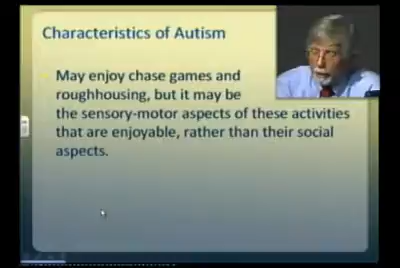 Characteristics of Autism
May enjoy chase games and
roughhousing, but it may be
the sensory-motor aspects of these activities
that are enjoyable, rather than their social
aspects.